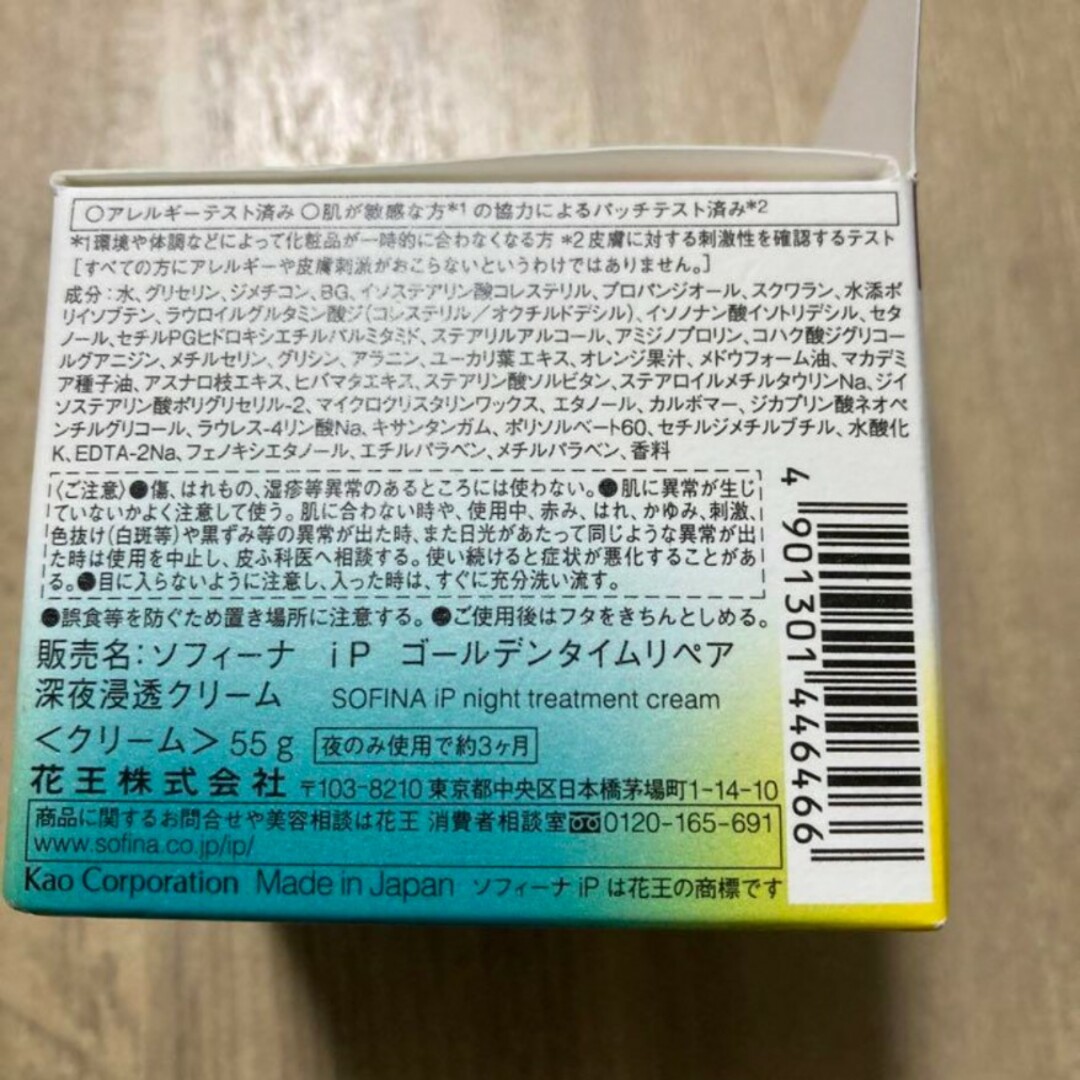 ○アレルギーテスト済み ○肌が敏感な方*1の協力によるパッチテスト済み*2
*1環境や体調などによって化粧品が一時的に合わなくなる方 *2皮膚に対する刺激性を確認するテスト
[すべての方にアレルギーや皮膚刺激がおこらないというわけではありません。]
成分:水、グリセリン、ジメチコン、BG、イソステアリン酸コレステリル、プロパンジオール、スクワラン、水添ポ
リイソブテン、ラウロイルグルタミン酸ジ(コレステリル/オクチルドデシル)、イソノナン酸イソトリデシル、セタ
ノール、セチルPGヒドロキシエチルパルミタミド、ステアリルアルコール、アミジノプロリン、コハク酸ジグリコー
ルグアニジン、メチルセリン、グリシン、アラニン、ユーカリ葉エキス、オレンジ果汁、メドウフォーム油、マカデミ
ア種子油、アスナロ枝エキス、ヒバマタエキス、ステアリン酸ソルビタン、ステアロイルメチルタウリンNa、ジイ
ソステアリン酸ポリグリセリル-2、マイクロクリスタリンワックス、エタノール、カルボマー、ジカプリン酸ネオペ
ンチルグリコール、ラウレス-4リン酸Na、キサンタンガム、ポリソルベート60、セチルジメチルブチル、水酸化
K、EDTA-2Na、フェノキシエタノール、エチルパラベン、メチルパラベン、香料
〈ご注意〉●傷、はれもの、湿疹等異常のあるところには使わない。●肌に異常が生じ
ていないかよく注意して使う。肌に合わない時や、使用中、赤み、はれ、かゆみ、刺激、
色抜け(白斑等)や黒ずみ等の異常が出た時、また日光があたって同じような異常が出
た時は使用を中止し、皮ふ科医へ相談する。使い続けると症状が悪化することがあ
る。●目に入らないように注意し、入った時は、すぐに充分洗い流す。
●誤食等を防ぐため置き場所に注意する。●ご使用後はフタをきちんとしめる。
販売名:ソフィーナ iP ゴールデンタイムリペア
深夜浸透クリーム SOFINA iP night treatment cream
<クリーム> 55g 夜のみ使用で約3ヶ月
花王株式会社 〒103-8210 東京都中央区日本橋茅場町1-14-10
商品に関するお問合せや美容相談は花王 消費者相談室 0120-165-691
www.sofina.co.jp/ip/
Kao Corporation Made in Japan ソフィーナiPは花王の商標です
4 901301 446466